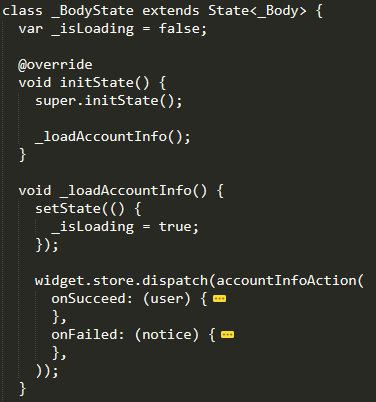 class _BodyState extends State<_Body> {
  var _isLoading = false;

  @override
  void initState() {
    super.initState();

    _loadAccountInfo();
  }

  void _loadAccountInfo() {
    setState(() {
      _isLoading = true;
    });

    widget.store.dispatch(accountInfoAction(
      onSucceed: (user) {
      },
      onFailed: (notice) {
      },
    ));
  }